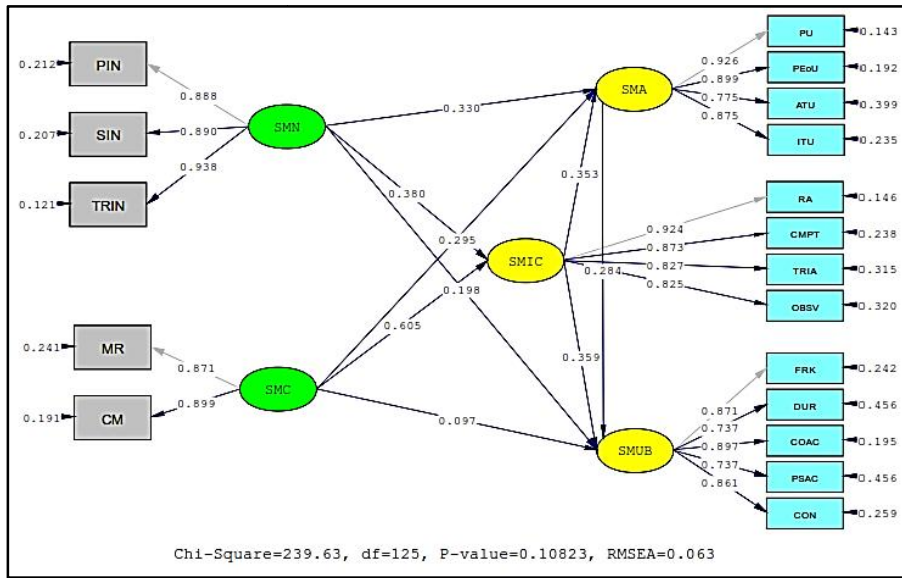 0.212 PIN
0.888
0.207 SIN
0.890
0.938
0.121 TRIN
SMN
0.241 MR
0.871
0.191 CM
0.899
SMC
0.330
0.380
0.295
0.198
0.605
0.097
SMA
0.353
SMIC
0.284
0.359
SMUB
0.926
0.899
0.775
0.875
PU 0.143
PEoU 0.192
ATU 0.399
ITU 0.235
0.924
0.873
0.827
0.825
RA 0.146
CMPT 0.238
TRIA 0.315
OBSV 0.320
0.871
0.737
0.897
0.737
0.861
FRK 0.242
DUR 0.456
COAC 0.195
PSAC 0.456
CON 0.259
Chi-Square=239.63, df=125, P-value=0.10823, RMSEA=0.063